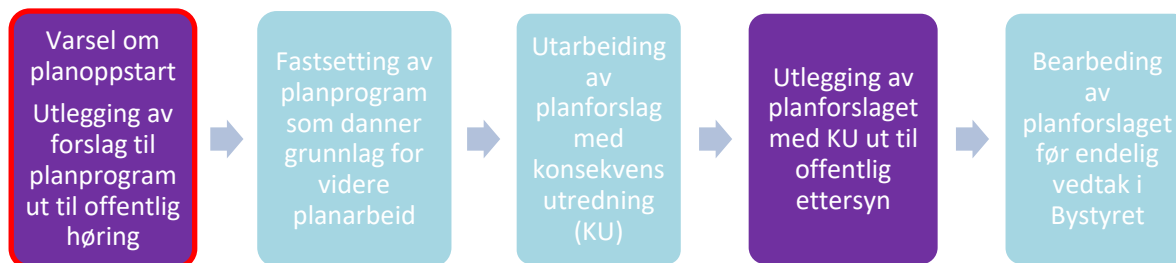 Varsel om
planoppstart
Utlegging av
forslag til
planprogram
ut til offentlig
høring
Fastsetting av
planprogram
som danner
grunnlag for
videre
planarbeid
Utarbeiding
av
planforslag
med
konsekvens
utredning
(KU)
Utlegging av
planforslaget
med KU ut til
offentlig
ettersyn
Bearbeding
av
planforslaget
før endelig
vedtak i
Bystyret